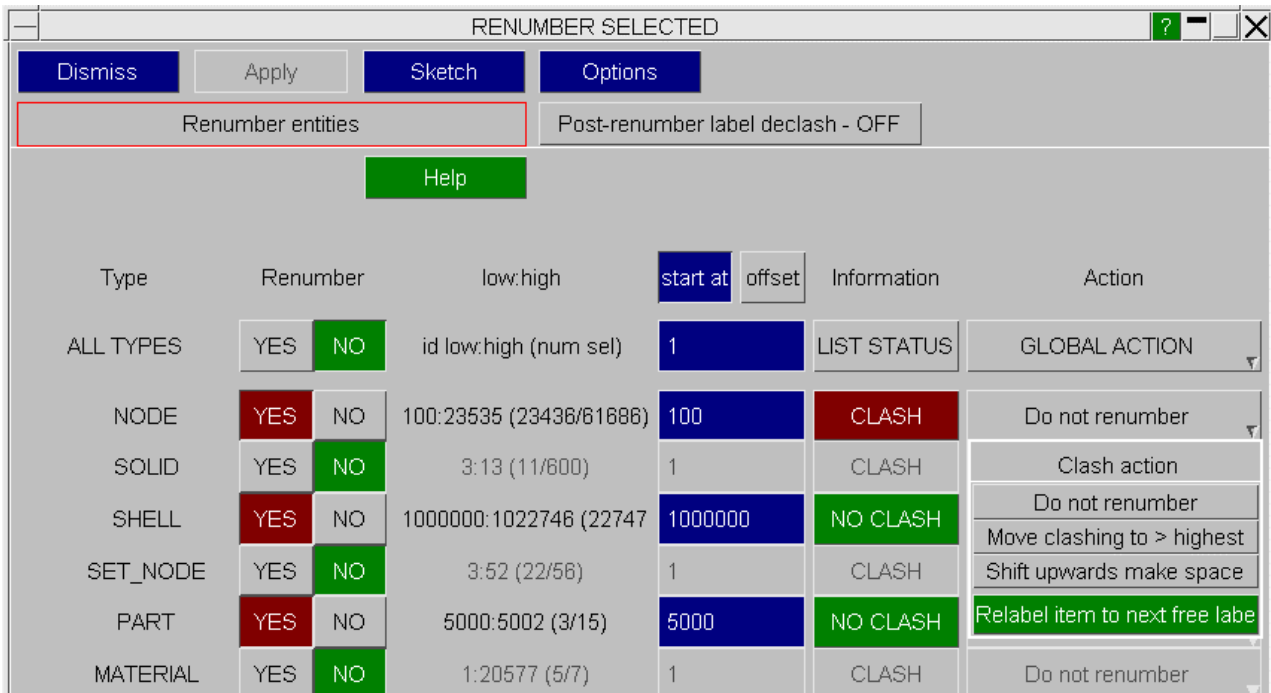 RENUMBER SELECTED ?
Dismiss Apply Sketch Options
Renumber entities Post-renumber label declash - OFF
Help
Type Renumber low:high start at offset Information Action
ALL TYPES YES NO id low:high (num sel) 1 LIST STATUS GLOBAL ACTION
NODE YES NO 100:23535 (23436/61686) 100 CLASH Do not renumber
SOLID YES NO 3:13 (11/600) 1 CLASH Clash action
Do not renumber
SHELL YES NO 1000000:1022746 (22747 1000000 NO CLASH Move clashing to > highest
SET_NODE YES NO 3:52 (22/56) 1 CLASH Shift upwards make space
PART YES NO 5000:5002 (3/15) 5000 NO CLASH Relabel item to next free labe
MATERIAL YES NO 1:20577 (5/7) 1 CLASH Do not renumber